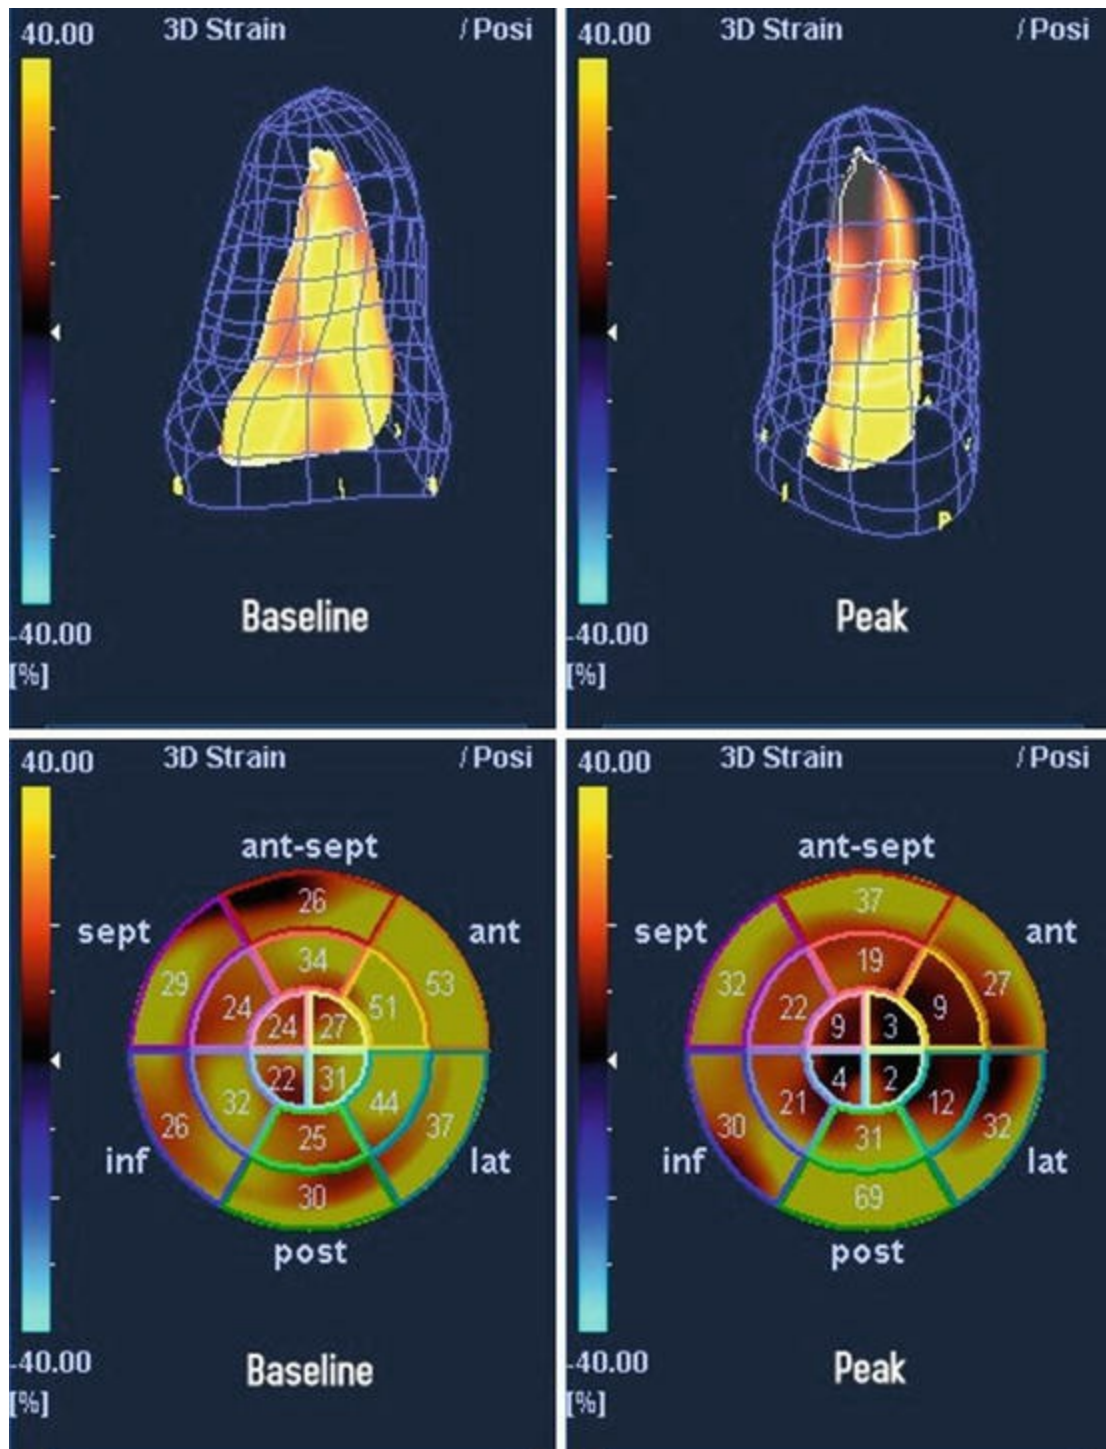 40.00 3D Strain / Posi
-40.00
[%]
Baseline
40.00 3D Strain / Posi
P
-40.00
[%]
Peak
40.00 3D Strain / Posi
ant-sept
sept
ant
26
34
29
24
24
27
51
53
26
32
22
31
44
37
25
30
inf
lat
post
-40.00
[%]
Baseline
40.00 3D Strain / Posi
ant-sept
sept
ant
37
19
32
22
9
3
9
27
30
21
4
2
12
32
31
69
inf
lat
post
-40.00
[%]
Peak